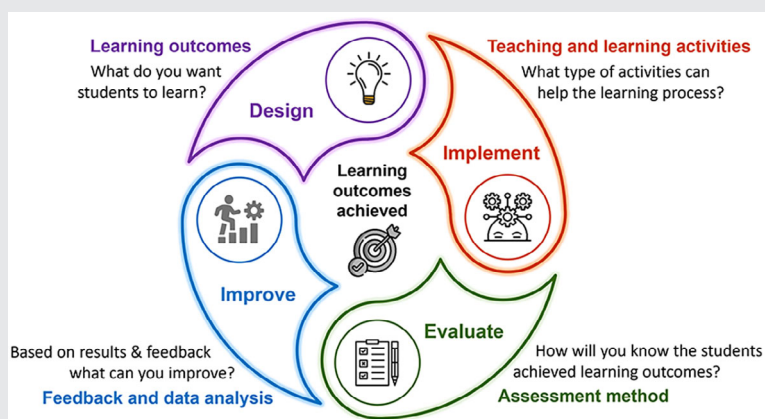 Learning outcomes
What do you want
students to learn?
Design
Teaching and learning activities
What type of activities can
help the learning process?
Implement
Learning
outcomes
achieved
Improve
Based on results & feedback
what can you improve?
Feedback and data analysis
Evaluate
How will you know the students
achieved learning outcomes?
Assessment method